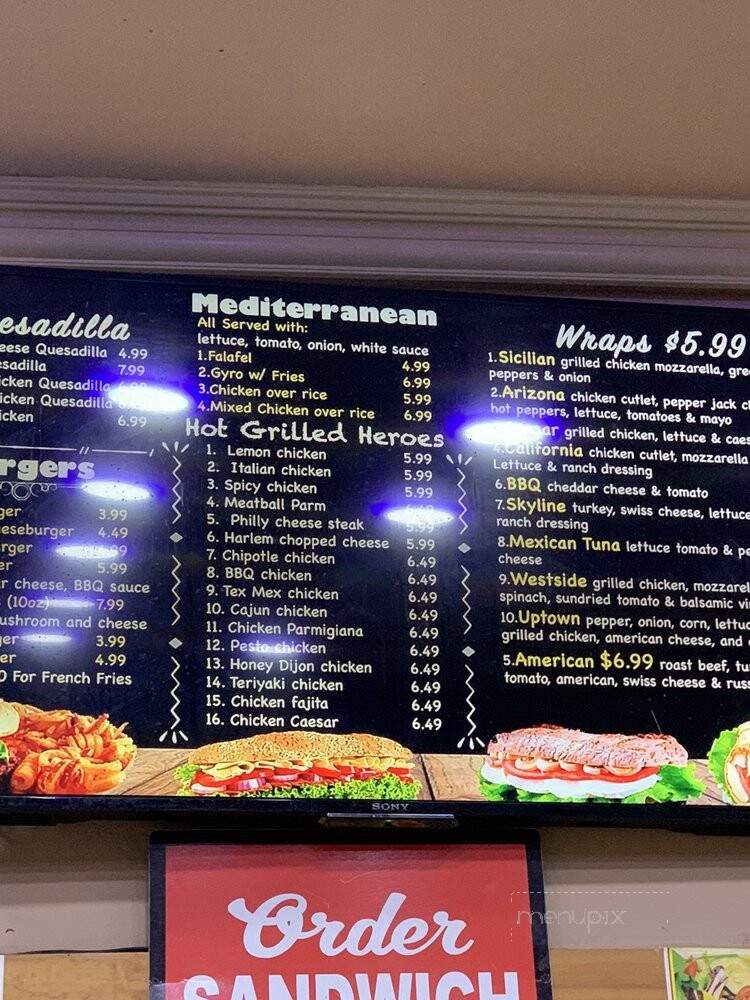 esadilla
eese Quesadilla 4.99
esadilla 7.99
icken Quesadilla
icken Quesadilla
icken 6.99
rgers
ger 3.99
eeseburger 4.49
rger
er 5.99
r cheese, BBQ sauce
(10oz) 7.99
ushroom and cheese
ger 3.99
er 4.99
0 For French Fries
Mediterranean
All Served with:
lettuce, tomato, onion, white sauce
1.Falafel 4.99
2.Gyro w/ Fries 6.99
3.Chicken over rice 5.99
4.Mixed Chicken over rice 6.99
Hot Grilled Heroes
1. Lemon chicken 5.99
2. Italian chicken 5.99
3. Spicy chicken 5.99
4. Meatball Parm
5. Philly cheese steak 5.99
6. Harlem chopped cheese 5.99
7. Chipotle chicken 6.49
8. BBQ chicken 6.49
9. Tex Mex chicken 6.49
10. Cajun chicken 6.49
11. Chicken Parmigiana 6.49
12. Pesto chicken 6.49
13. Honey Dijon chicken 6.49
14. Teriyaki chicken 6.49
15. Chicken fajita 6.49
16. Chicken Caesar 6.49
Wraps $5.99
1.Sicilian grilled chicken mozzarella, gre
peppers & onion
2.Arizona chicken cutlet, pepper jack ch
hot peppers, lettuce, tomatoes & mayo
grilled chicken, lettuce & caes
4.California chicken cutlet, mozzarella
Lettuce & ranch dressing
6.BBQ cheddar cheese & tomato
7.Skyline turkey, swiss cheese, lettuce
ranch dressing
8.Mexican Tuna lettuce tomato & pe
cheese
9.Westside grilled chicken, mozzarel
spinach, sundried tomato & balsamic vi
10.Uptown pepper, onion, corn, lettuc
grilled chicken, american cheese, and
5.American $6.99 roast beef, tu
tomato, american, swiss cheese & russ
SONY
Order
SANDWICH
menupix